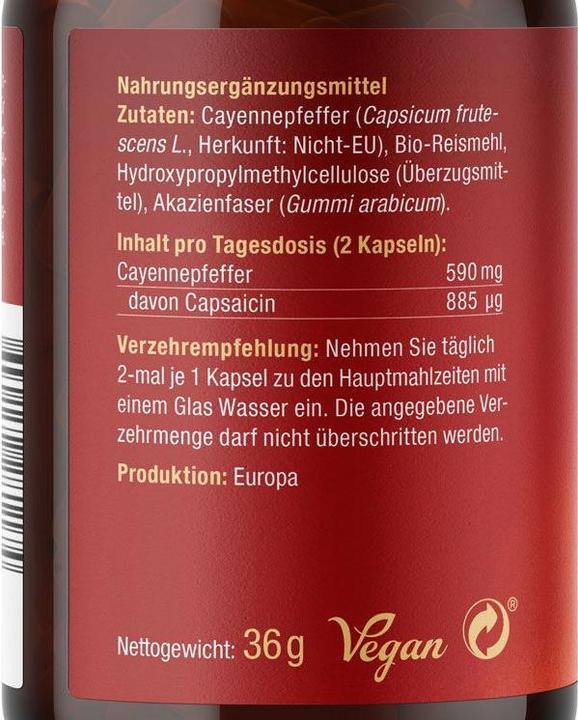 Nahrungsergänzungsmittel
Zutaten: Cayennepfeffer (Capsicum frute-
scens L., Herkunft: Nicht-EU), Bio-Reismehl,
Hydroxypropylmethylcellulose (Überzugsmit-
tel), Akazienfaser (Gummi arabicum).
Inhalt pro Tagesdosis (2 Kapseln):
Cayennepfeffer 590 mg
davon Capsaicin 885 µg
Verzehrempfehlung: Nehmen Sie täglich
2-mal je 1 Kapsel zu den Hauptmahlzeiten mit
einem Glas Wasser ein. Die angegebene Ver-
zehrmenge darf nicht überschritten werden.
Produktion: Europa
Nettogewicht: 36 g Vegan ®